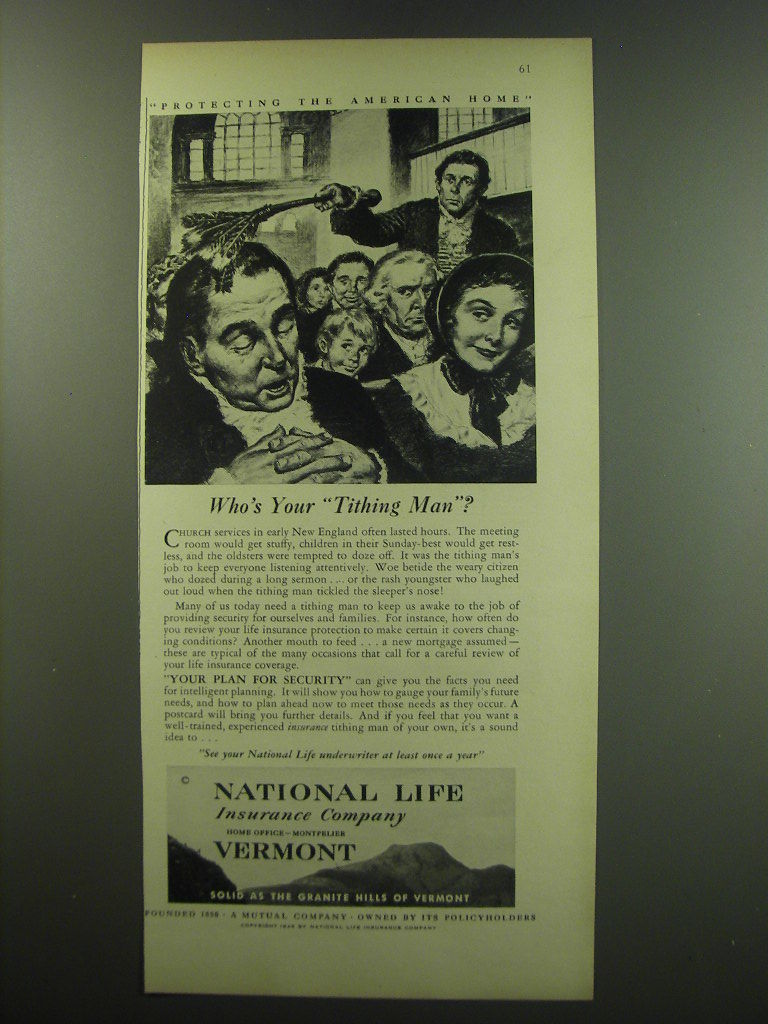 61
"PROTECTING THE AMERICAN HOME"
Who's Your "Tithing Man"?
CHURCH services in early New England often lasted hours. The meeting
room would get stuffy, children in their Sunday-best would get rest-
less, and the oldsters were tempted to doze off. It was the tithing man's
job to keep everyone listening attentively. Woe betide the weary citizen
who dozed during a long sermon . . . or the rash youngster who laughed
out loud when the tithing man tickled the sleeper's nose!
Many of us today need a tithing man to keep us awake to the job of
providing security for ourselves and families. For instance, how often do
you review your life insurance protection to make certain it covers chang-
ing conditions? Another mouth to feed . . . a new mortgage assumed—
these are typical of the many occasions that call for a careful review of
your life insurance coverage.
"YOUR PLAN FOR SECURITY" can give you the facts you need
for intelligent planning. It will show you how to gauge your family's future
needs, and how to plan ahead now to meet those needs as they occur. A
postcard will bring you further details. And if you feel that you want a
well-trained, experienced insurance tithing man of your own, it's a sound
idea to . . .
"See your National Life underwriter at least once a year"
©
NATIONAL LIFE
Insurance Company
HOME OFFICE—MONTPELIER
VERMONT
SOLID AS THE GRANITE HILLS OF VERMONT
FOUNDED 1850 · A MUTUAL COMPANY · OWNED BY ITS POLICYHOLDERS
COPYRIGHT BY NATIONAL LIFE INSURANCE COMPANY